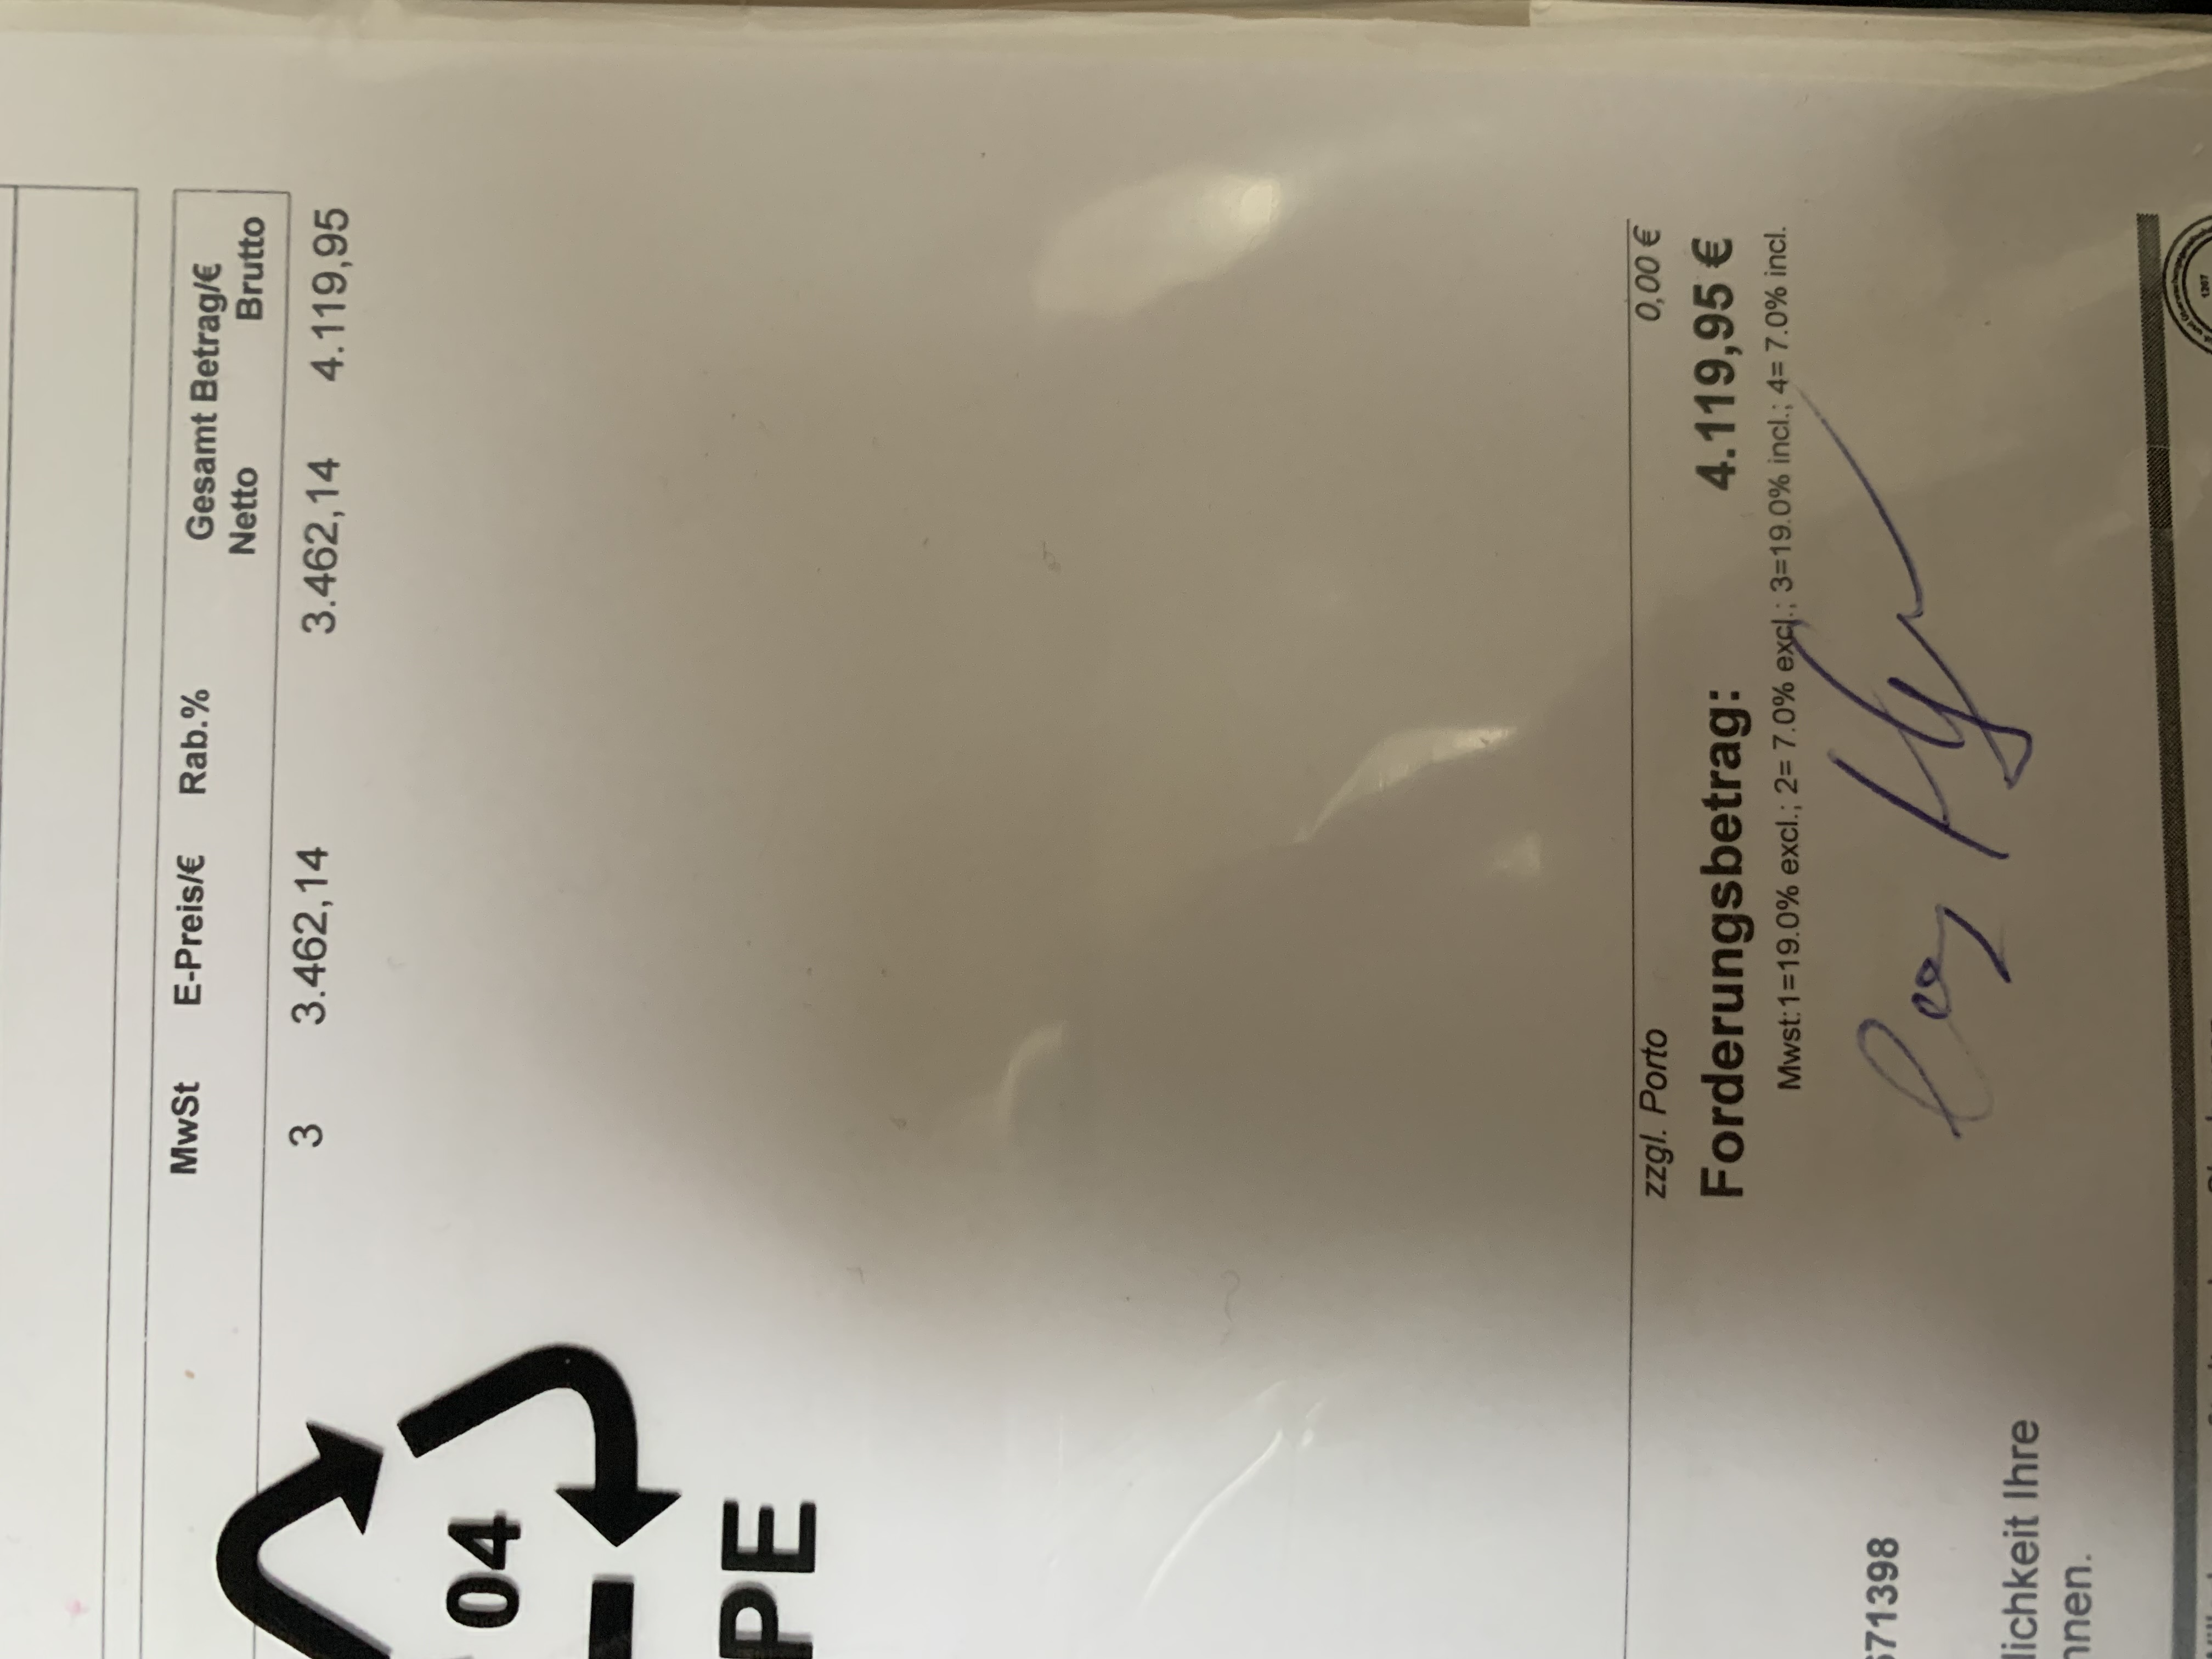 MwSt E-Preis/€ Rab.% Gesamt Betrag/€
Netto Brutto
3 3.462,14 3.462,14 4.119,95
04
PE
zzgl. Porto 0,00 €
Forderungsbetrag: 4.119,95 €
Mwst:1=19.0% excl.; 2= 7.0% excl.; 3=19.0% incl.; 4= 7.0% incl.
671398
lichkeit Ihre
nnen.
1207